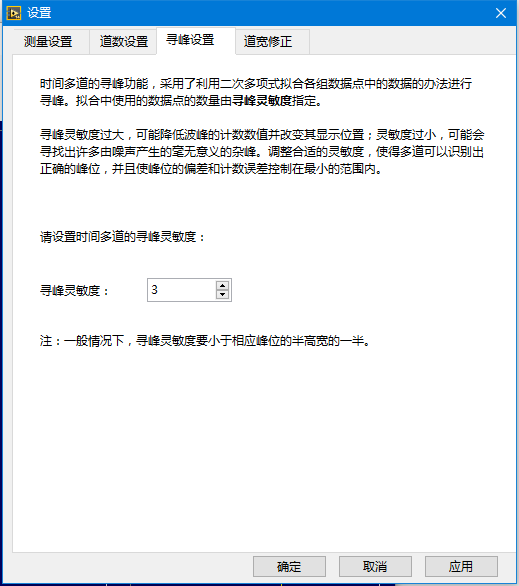 设置
测量设置 道数设置 寻峰设置 道宽修正
时间多道的寻峰功能，采用了利用二次多项式拟合各组数据点中的数据的办法进行
寻峰。拟合中使用的数据点的数量由寻峰灵敏度指定。
寻峰灵敏度过大，可能降低波峰的计数数值并改变其显示位置；灵敏度过小，可能会
寻找出许多由噪声产生的毫无意义的杂峰。调整合适的灵敏度，使得多道可以识别出
正确的峰位，并且使峰位的偏差和计数误差控制在最小的范围内。
请设置时间多道的寻峰灵敏度：
寻峰灵敏度： 3
注：一般情况下，寻峰灵敏度要小于相应峰位的半高宽的一半。
确定 取消 应用